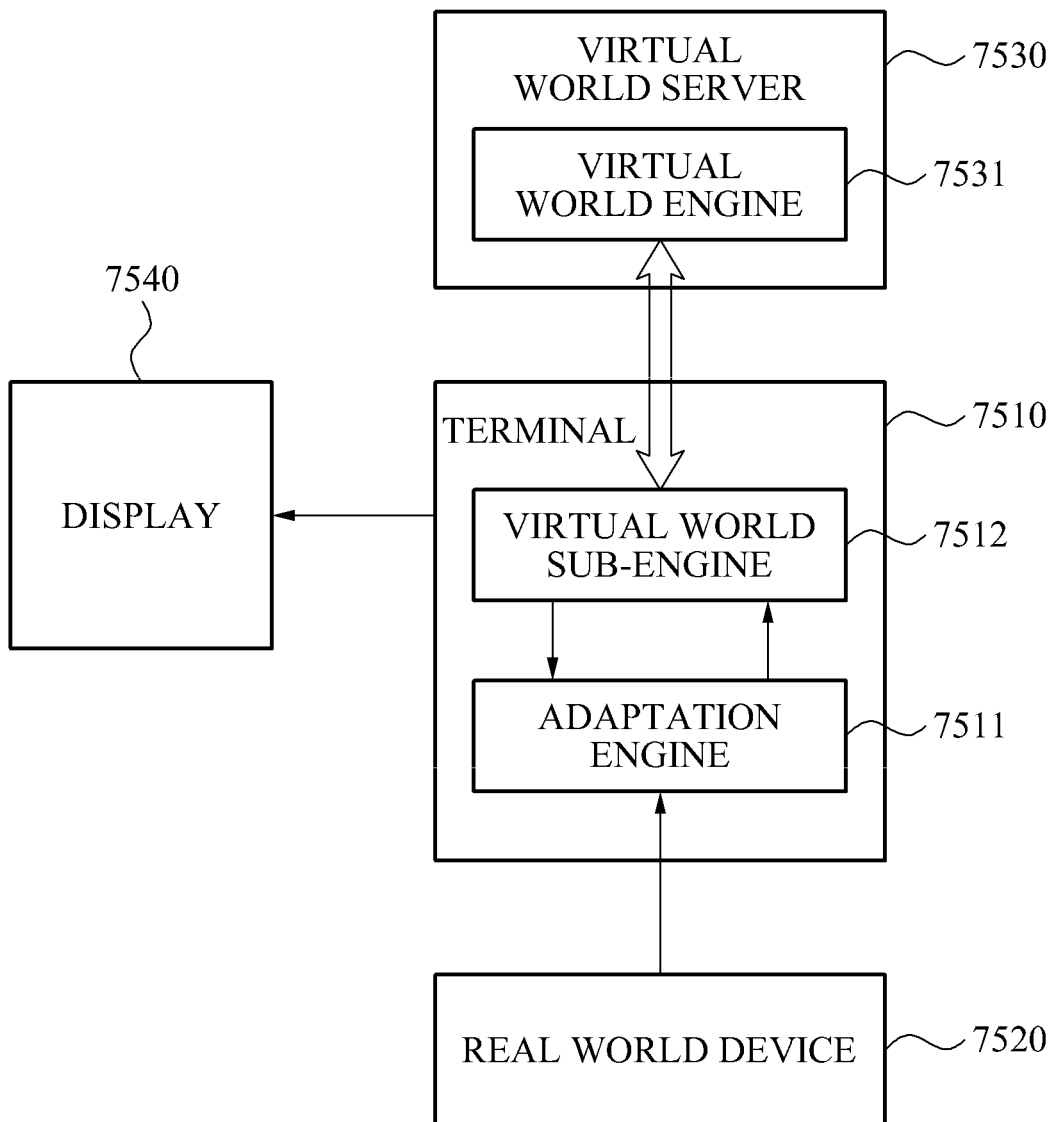 VIRTUAL
WORLD SERVER
7530
VIRTUAL
WORLD ENGINE
7531
7540
DISPLAY
TERMINAL
7510
VIRTUAL WORLD
SUB-ENGINE
7512
ADAPTATION
ENGINE
7511
REAL WORLD DEVICE
7520